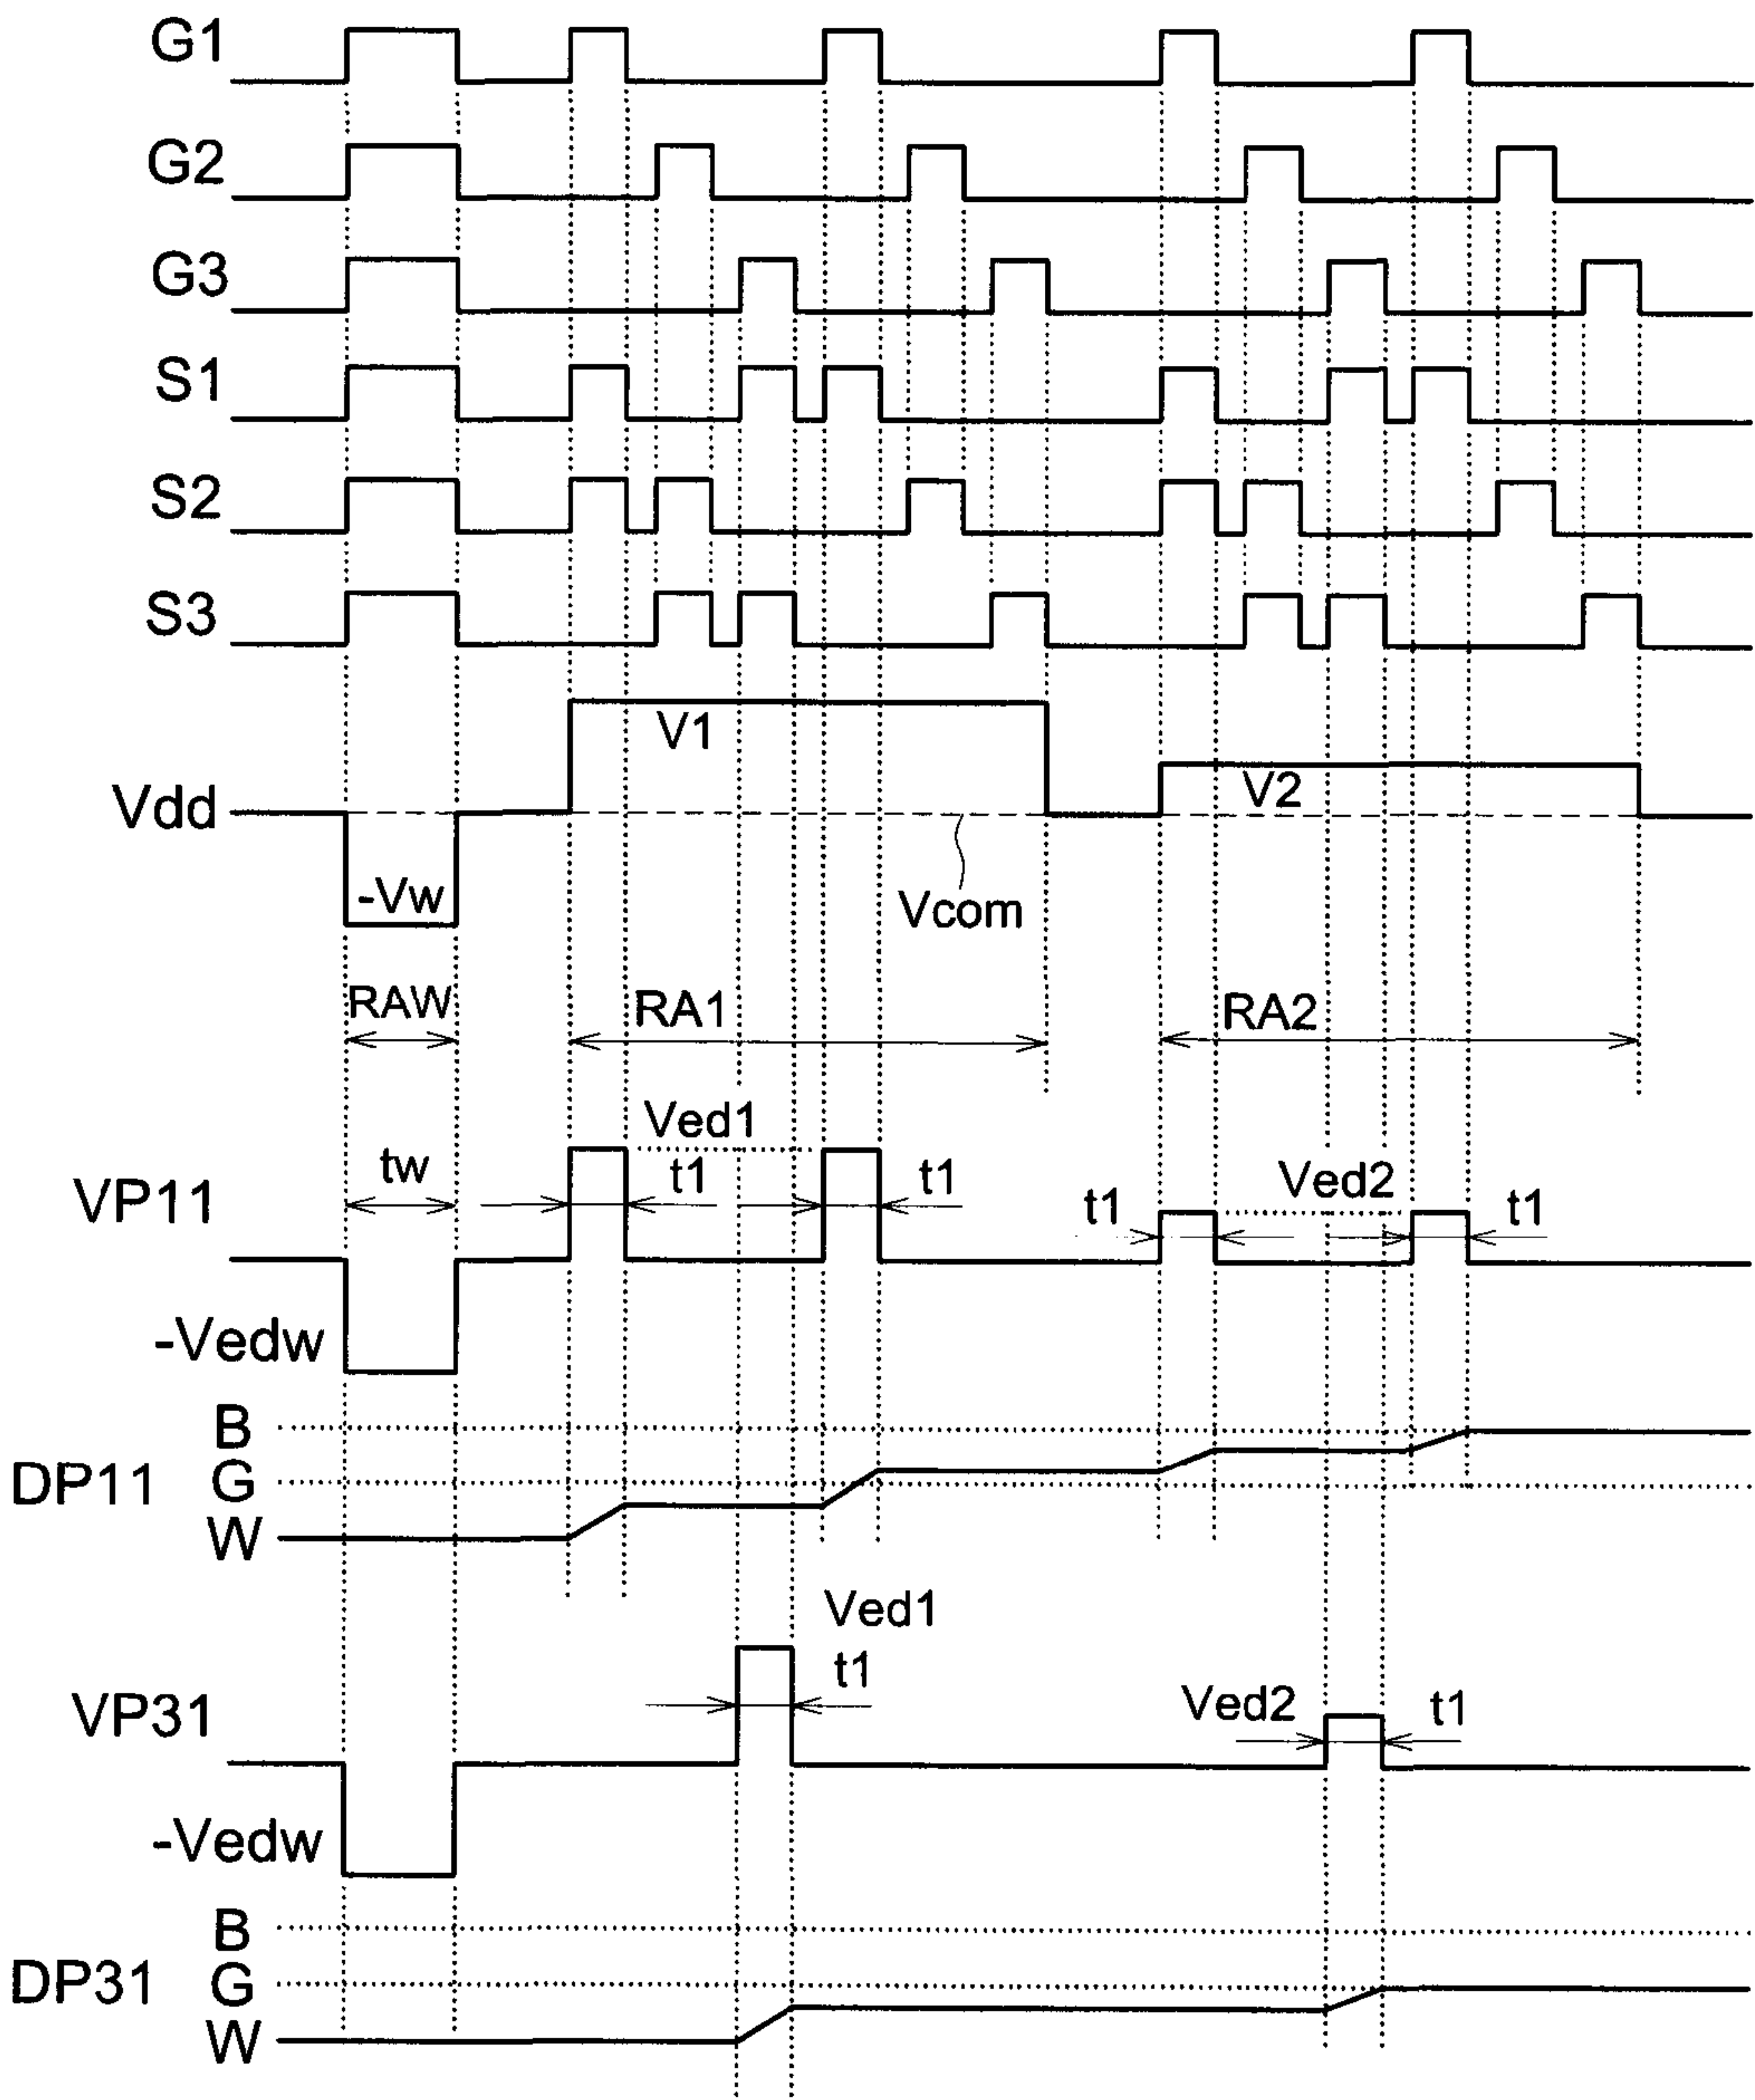 G1
G2
G3
S1
S2
S3
V1
V2
Vdd
-Vw
Vcom
RAW
RA1
RA2
Ved1
tw
t1
t1
Ved2
VP11
t1
t1
-Vedw
B
DP11
G
W
Ved1
t1
VP31
Ved2
t1
-Vedw
B
DP31
G
W